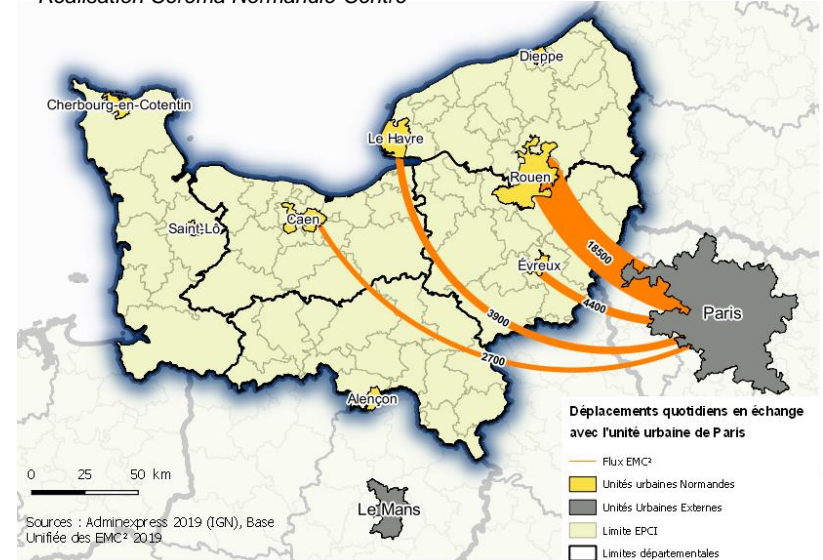 Réalisation Cerema Normandie-Centre
Dieppe
Cherbourg-en-Cotentin
Le Havre
Rouen
Caen
Saint-Lô
Évreux
18500
4400
Paris
3900
2700
Alençon
Le Mans
0 25 50 km
Sources : Adminexpress 2019 (IGN), Base
Unifiée des EMC² 2019
Déplacements quotidiens en échange
avec l'unité urbaine de Paris
Flux EMC²
Unités urbaines Normandes
Unités Urbaines Externes
Limite EPCI
Limites départementales